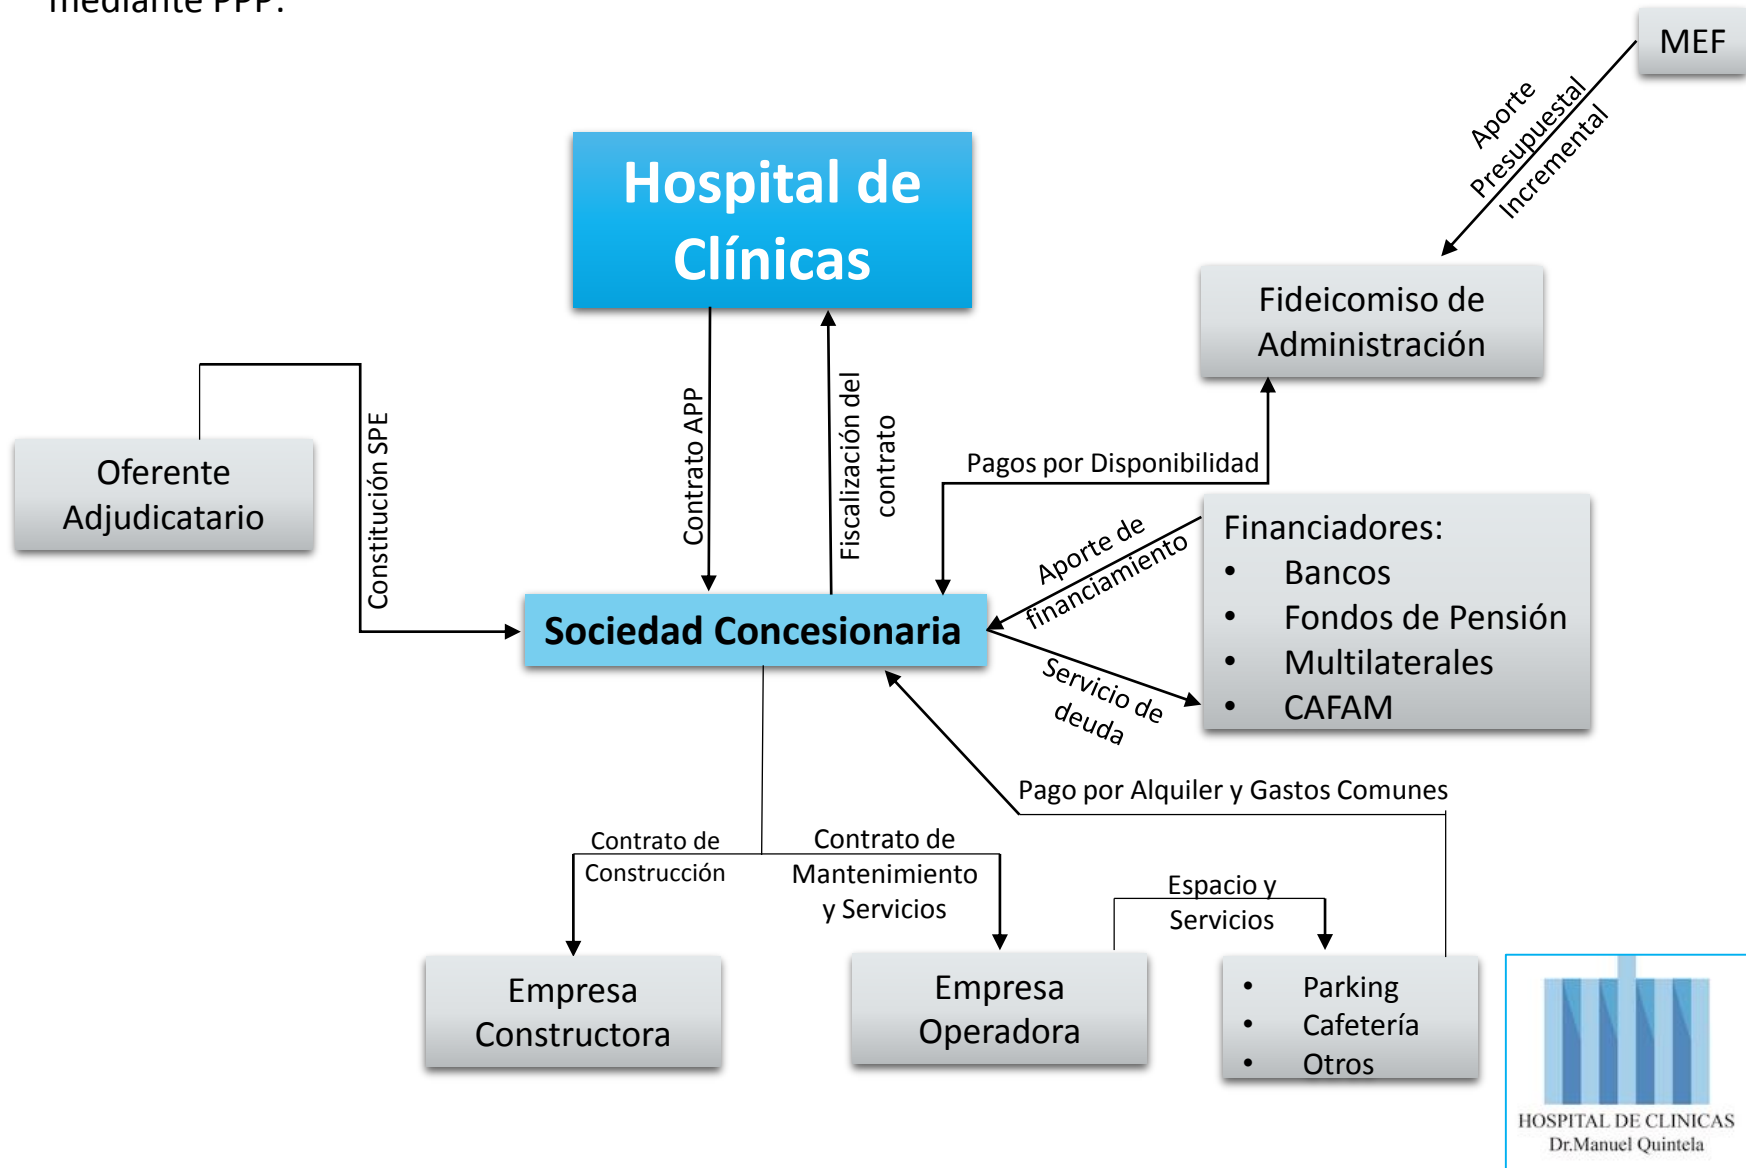 mediante PPP.
MEF
Aporte
Presupuestal
Incremental
Hospital de
Clínicas
Fideicomiso de
Administración
Constitución SPE
Contrato APP
Fiscalización del
contrato
Oferente
Adjudicatario
Pagos por Disponibilidad
Aporte de
financiamiento
Financiadores:
• Bancos
• Fondos de Pensión
• Multilaterales
• CAFAM
Sociedad Concesionaria
Servicio de
deuda
Pago por Alquiler y Gastos Comunes
Contrato de
Construcción
Contrato de
Mantenimiento
y Servicios
Espacio y
Servicios
Empresa
Constructora
Empresa
Operadora
• Parking
• Cafetería
• Otros
HOSPITAL DE CLINICAS
Dr.Manuel Quintela